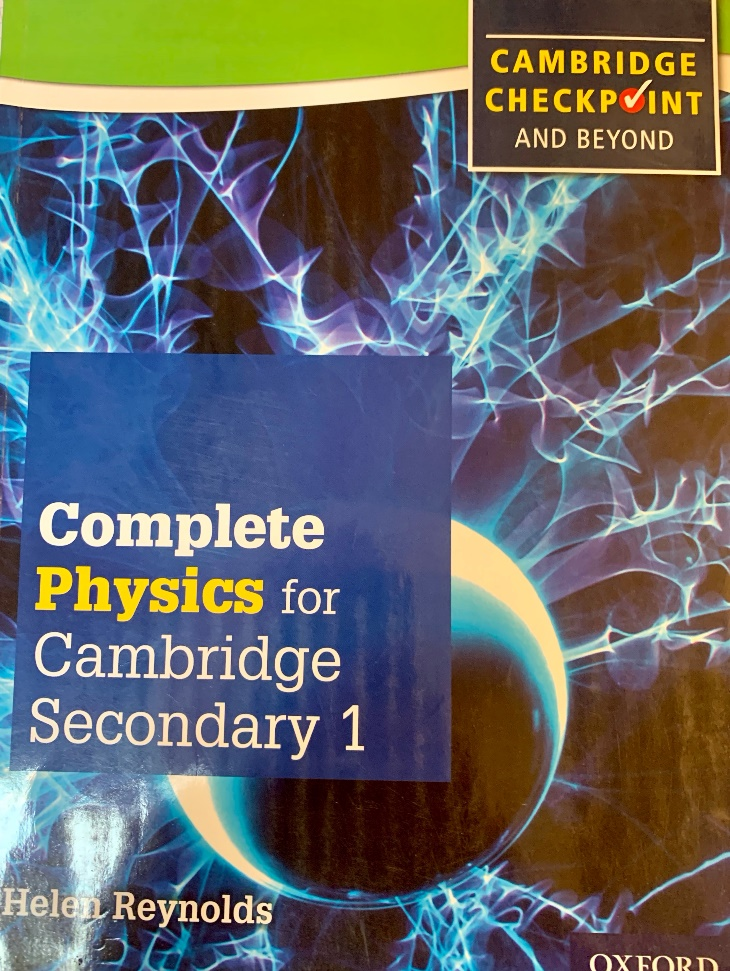 CAMBRIDGE
CHECKPOINT
AND BEYOND
Complete
Physics for
Cambridge
Secondary 1
Helen Reynolds
OXFORD